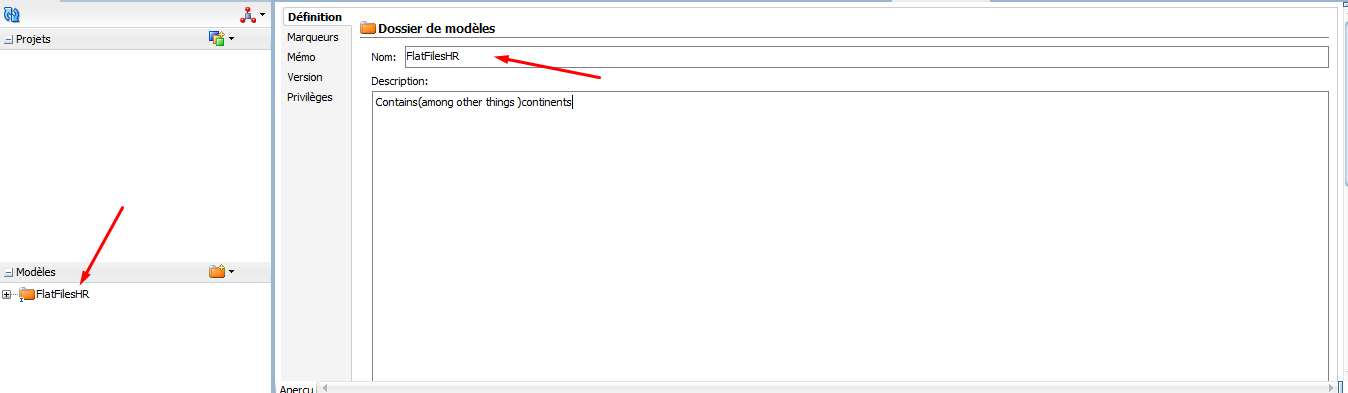 Projets
Modèles
FlatFilesHR
Définition
Marqueurs
Mémo
Version
Privilèges
Dossier de modèles
Nom: FlatFilesHR
Description:
Contains(among other things )continents
Aperçu